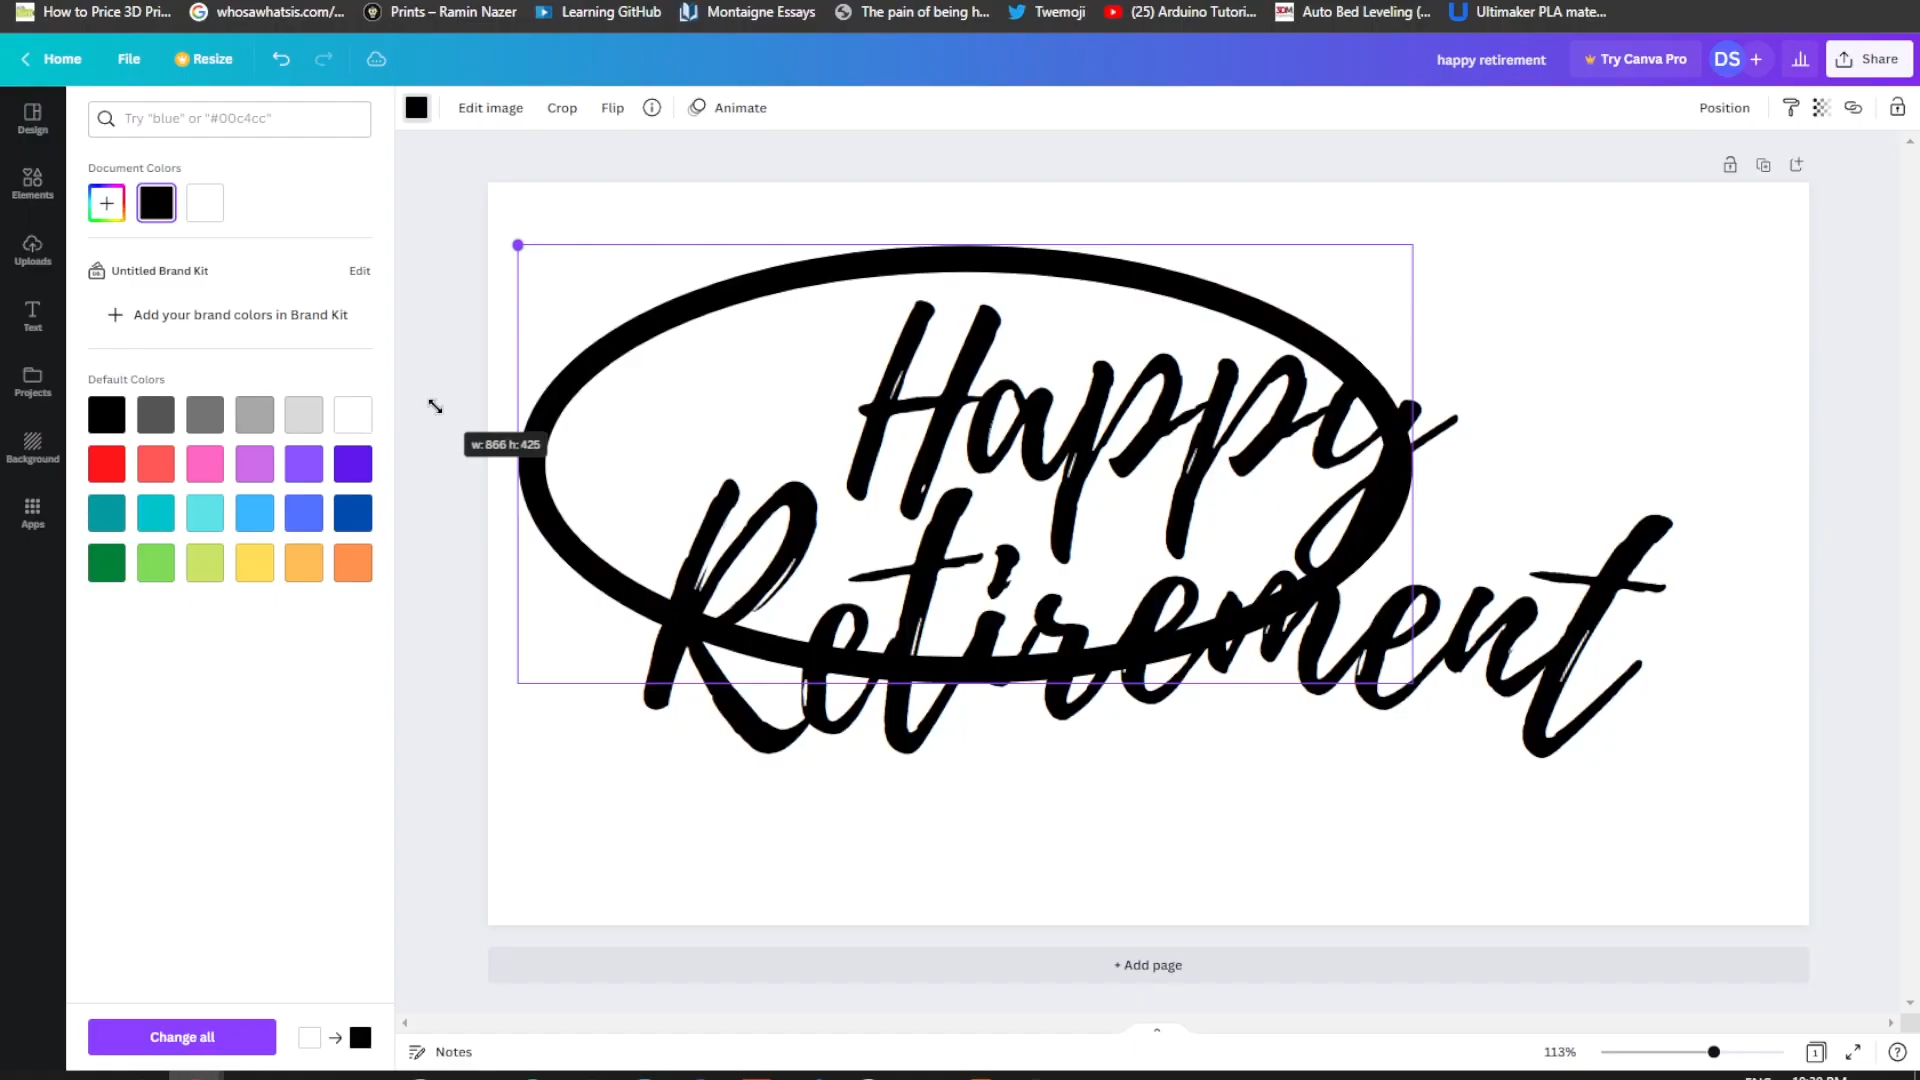 How to Price 3D Pri... whosawhatsis.com/... Prints – Ramin Nazer Learning GitHub Montaigne Essays The pain of being h... Twemoji (25) Arduino Tutori... Auto Bed Leveling (... Ultimaker PLA mate...
Home File Resize happy retirement Try Canva Pro DS + Share
Edit image Crop Flip Animate Position
Try "blue" or "#00c4cc"
Design
Document Colors
Elements
Uploads
Untitled Brand Kit Edit
Text
Add your brand colors in Brand Kit
Projects
Default Colors
Background
Apps
w: 866 h: 425
Happy
Retirement
+ Add page
Change all
Notes 113% 1 ?